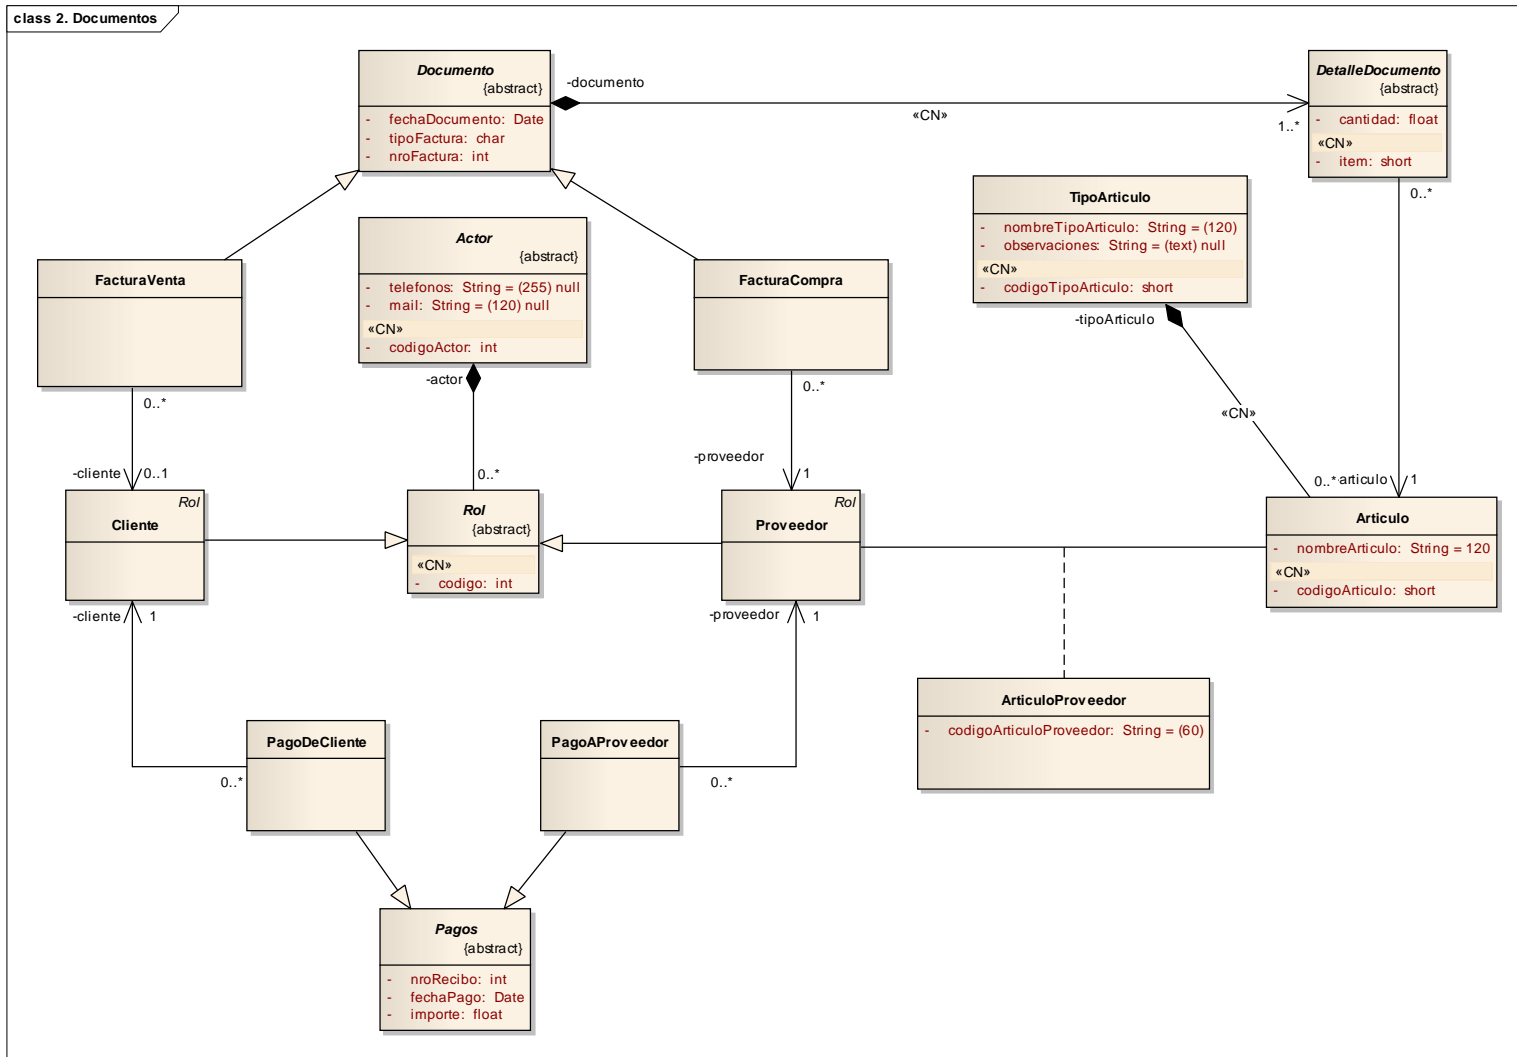 class 2. Documentos
Documento
{abstract}
- fechaDocumento: Date
- tipoFactura: char
- nroFactura: int
-documento
«CN»
1..*
DetalleDocumento
{abstract}
- cantidad: float
«CN»
- item: short
0..*
TipoArticulo
- nombreTipoArticulo: String = (120)
- observaciones: String = (text) null
«CN»
- codigoTipoArticulo: short
-tipoArticulo
«CN»
Actor
{abstract}
- telefonos: String = (255) null
- mail: String = (120) null
«CN»
- codigoActor: int
-actor
0..*
FacturaVenta
0..*
-cliente
0..1
FacturaCompra
0..*
-proveedor
1
Rol
Cliente
Rol
{abstract}
«CN»
- codigo: int
Rol
Proveedor
0..*
-articulo
1
Articulo
- nombreArticulo: String = 120
«CN»
- codigoArticulo: short
-cliente
1
-proveedor
1
ArticuloProveedor
- codigoArticuloProveedor: String = (60)
PagoDeCliente
0..*
PagoAProveedor
0..*
Pagos
{abstract}
- nroRecibo: int
- fechaPago: Date
- importe: float